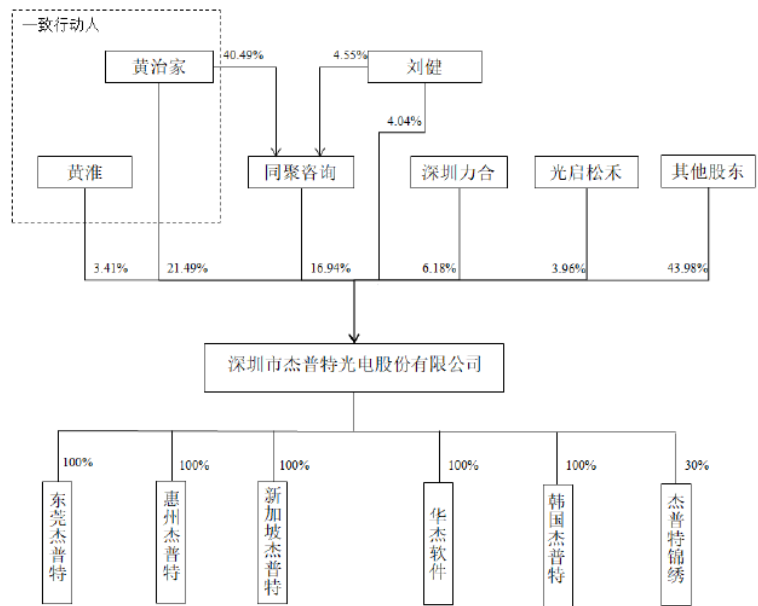 一致行动人
黄治家
40.49%
4.55%
刘健
4.04%
黄淮
同聚咨询
深圳力合
光启松禾
其他股东
3.41%
21.49%
16.94%
6.18%
3.96%
43.98%
深圳市杰普特光电股份有限公司
100%
100%
100%
100%
100%
30%
东莞杰普特
惠州杰普特
新加坡杰普特
华杰软件
韩国杰普特
杰普特锦绣